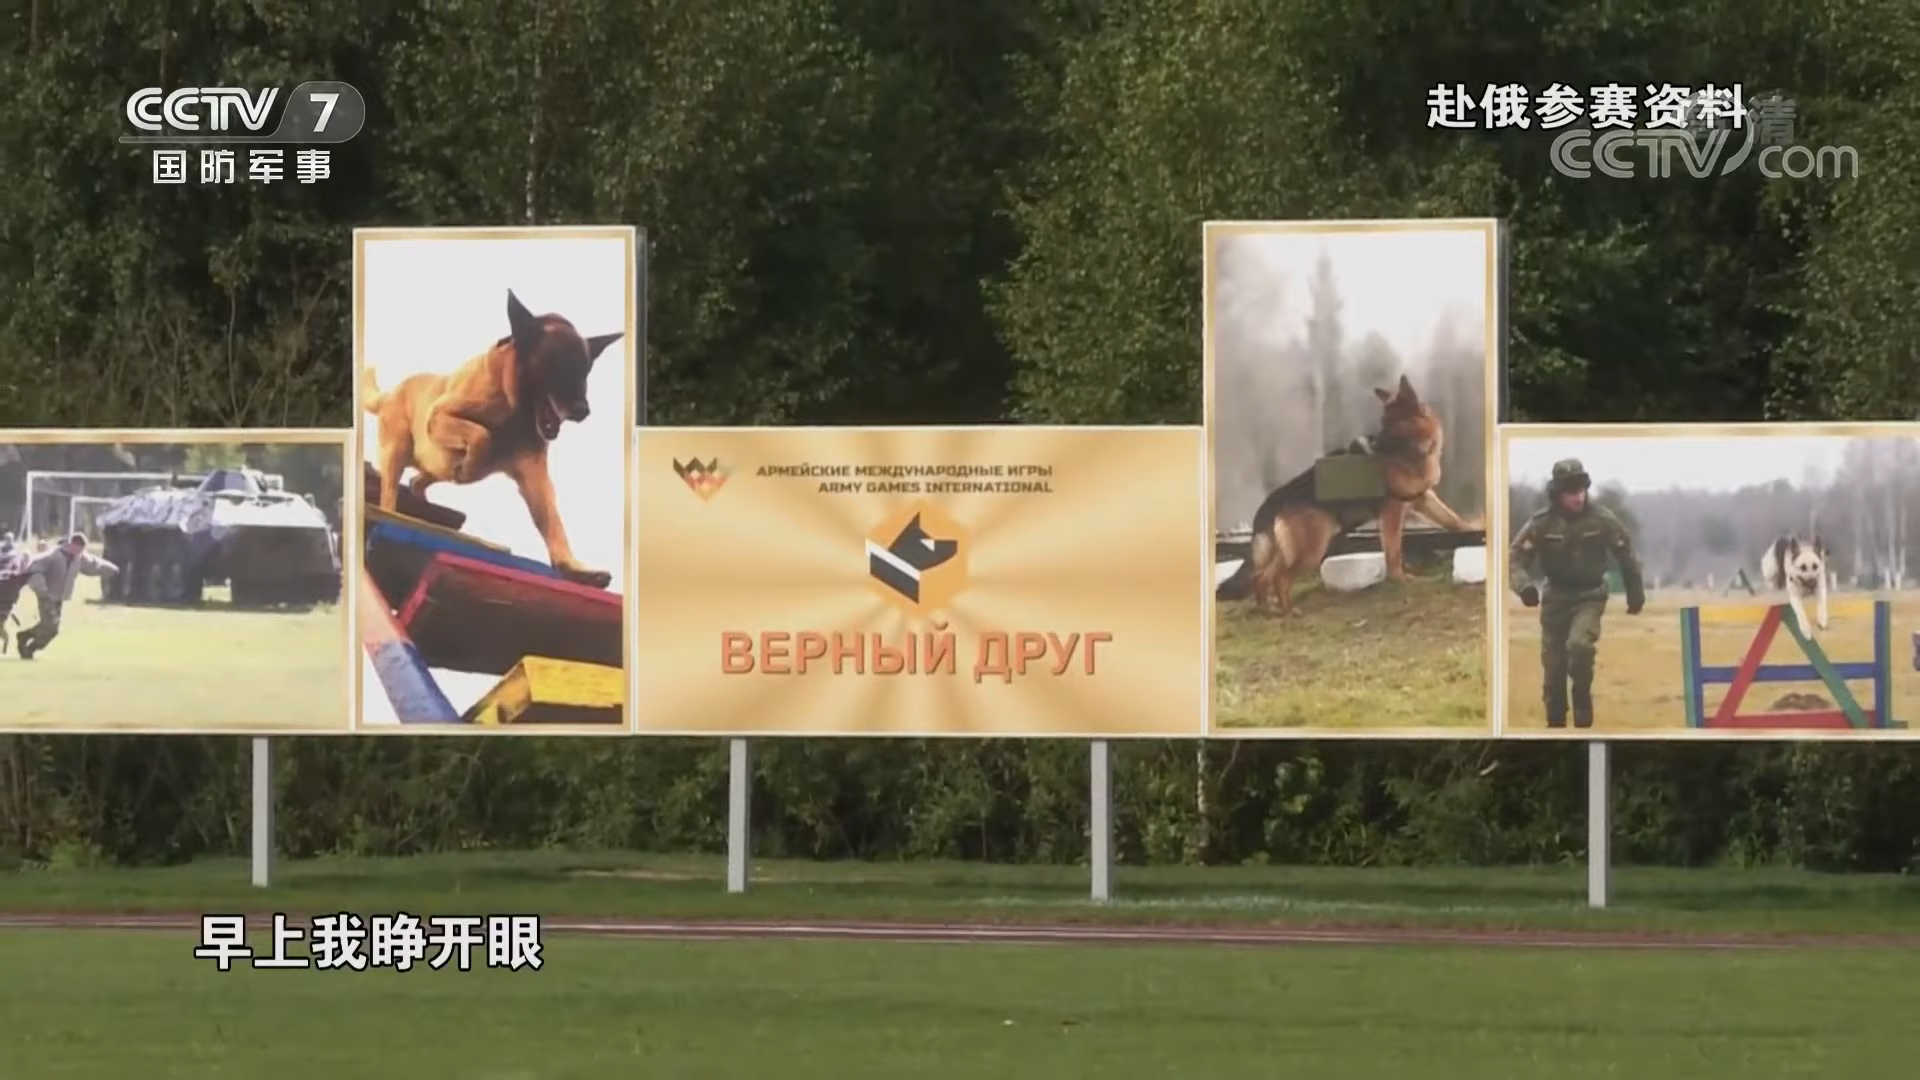 CCTV 7
国防军事
赴俄参赛资料
CCTV.com
АРМЕЙСКИЕ МЕЖДУНАРОДНЫЕ ИГРЫ
ARMY GAMES INTERNATIONAL
ВЕРНЫЙ ДРУГ
早上我睁开眼